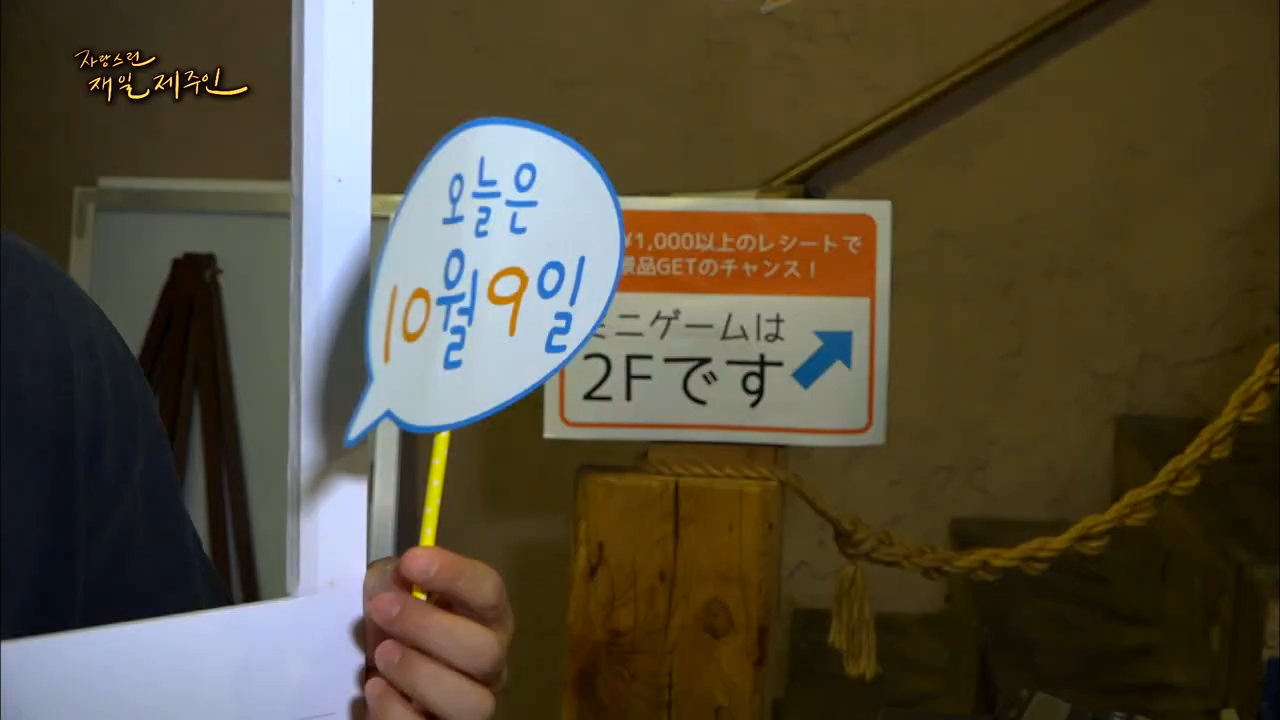 자랑스런
재일제주인
오늘은
10월 9일
¥1,000以上のレシートで
景品GETのチャンス！
ミニゲームは
2Fです